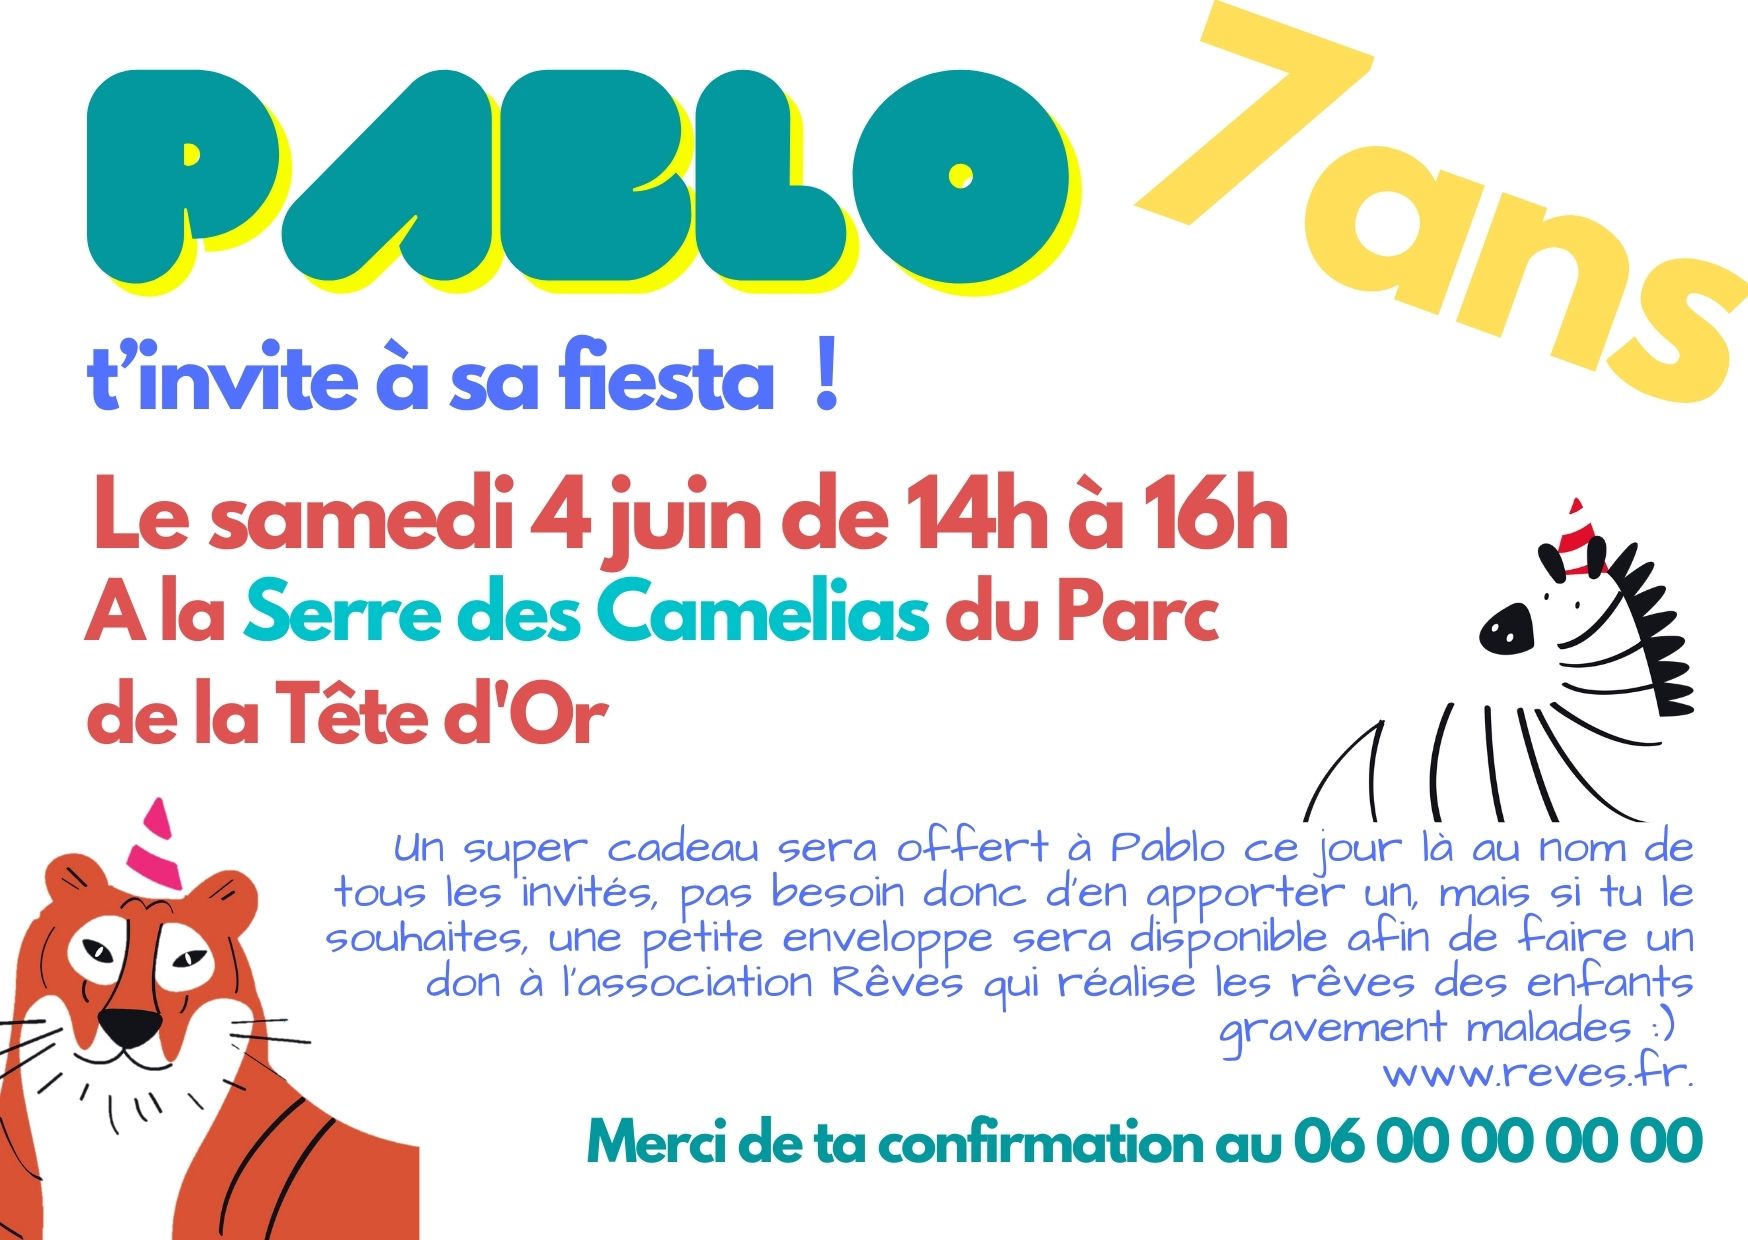 PABLO
7ans
t’invite à sa fiesta !
Le samedi 4 juin de 14h à 16h
A la Serre des Camelias du Parc
de la Tête d'Or
Un super cadeau sera offert à Pablo ce jour là au nom de
tous les invités, pas besoin donc d'en apporter un, mais si tu le
souhaites, une petite enveloppe sera disponible afin de faire un
don à l'association Rêves qui réalise les rêves des enfants
gravement malades :)
www.reves.fr.
Merci de ta confirmation au 06 00 00 00 00